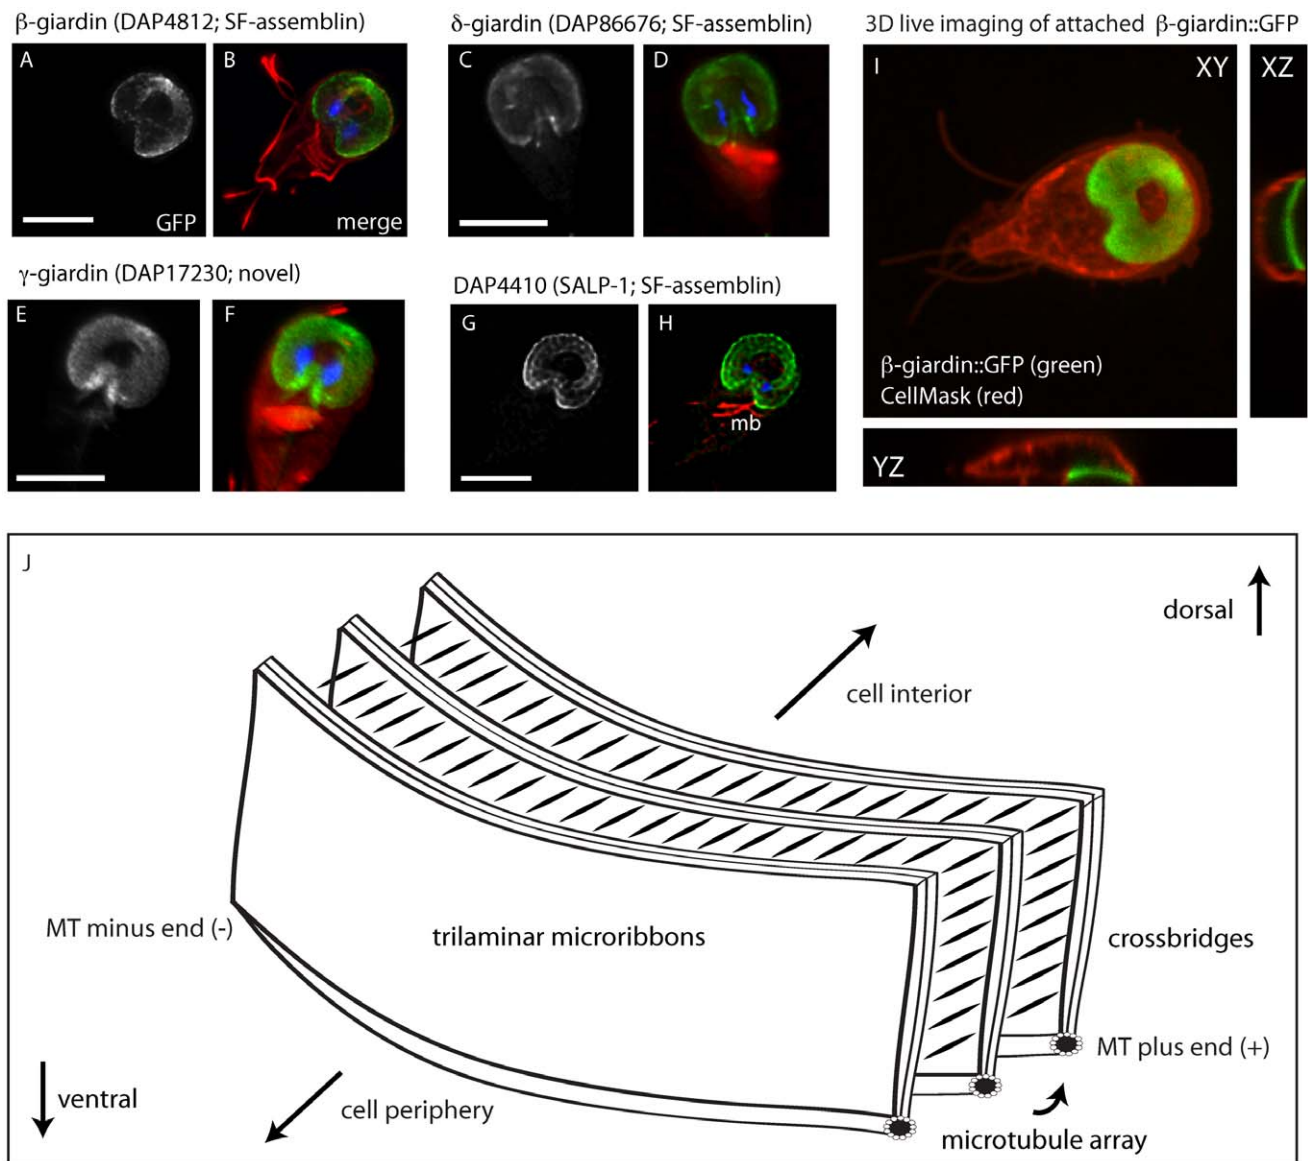 β-giardin (DAP4812; SF-assemblin)
A
B
GFP
merge
δ-giardin (DAP86676; SF-assemblin)
C
D
3D live imaging of attached β-giardin::GFP
I
XY
XZ
β-giardin::GFP (green)
CellMask (red)
YZ
γ-giardin (DAP17230; novel)
E
F
DAP4410 (SALP-1; SF-assemblin)
G
H
mb
J
dorsal
cell interior
MT minus end (-)
trilaminar microribbons
crossbridges
MT plus end (+)
ventral
cell periphery
microtubule array